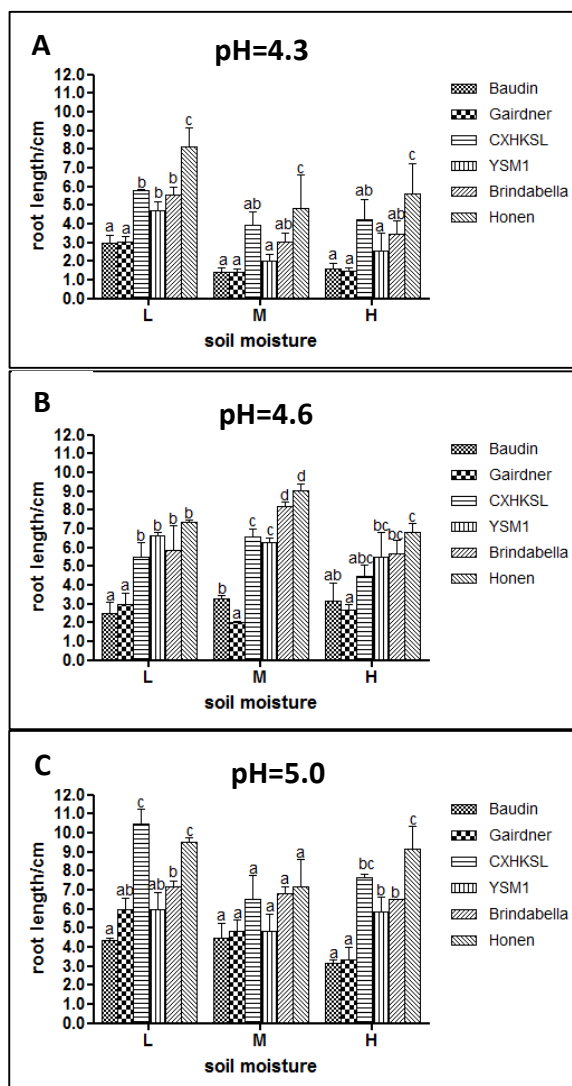 A
pH=4.3
12.0
11.0
10.0
9.0
8.0
7.0
6.0
5.0
4.0
3.0
2.0
1.0
0.0
root length/cm
a a b b b c
a a ab a ab c
a a ab a ab c
L M H
soil moisture
Baudin
Gairdner
CXHKSL
YSM1
Brindabella
Honen
B
pH=4.6
12.0
11.0
10.0
9.0
8.0
7.0
6.0
5.0
4.0
3.0
2.0
1.0
0.0
root length/cm
a a b b b b
b a c c d d
ab a abc bc bc c
L M H
soil moisture
Baudin
Gairdner
CXHKSL
YSM1
Brindabella
Honen
C
pH=5.0
12.0
11.0
10.0
9.0
8.0
7.0
6.0
5.0
4.0
3.0
2.0
1.0
0.0
root length/cm
a ab c ab b c
a a a a a a
a a bc b b c
L M H
soil moisture
Baudin
Gairdner
CXHKSL
YSM1
Brindabella
Honen